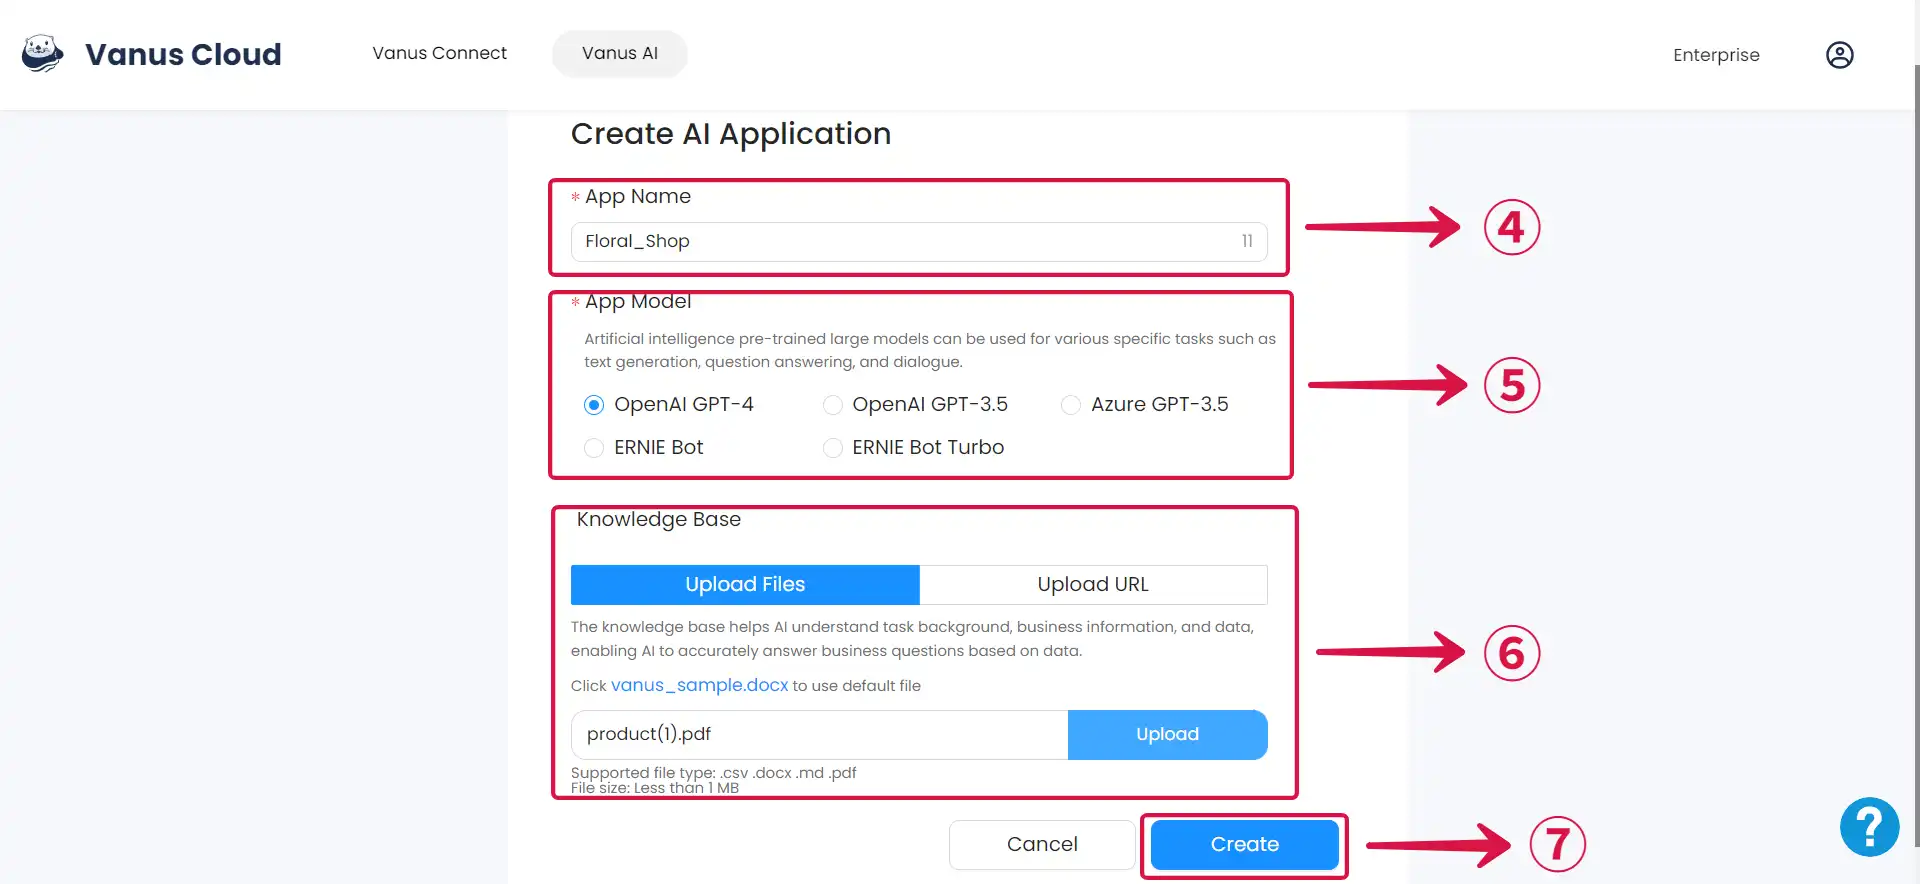 Vanus Cloud
Vanus Connect
Vanus AI
Enterprise
Create AI Application
* App Name
Floral_Shop
11
④
* App Model
Artificial intelligence pre-trained large models can be used for various specific tasks such as
text generation, question answering, and dialogue.
OpenAI GPT-4
OpenAI GPT-3.5
Azure GPT-3.5
ERNIE Bot
ERNIE Bot Turbo
⑤
Knowledge Base
Upload Files
Upload URL
The knowledge base helps AI understand task background, business information, and data,
enabling AI to accurately answer business questions based on data.
Click vanus_sample.docx to use default file
product(1).pdf
Upload
Supported file type: .csv .docx .md .pdf
File size: Less than 1 MB
⑥
Cancel
Create
⑦
?